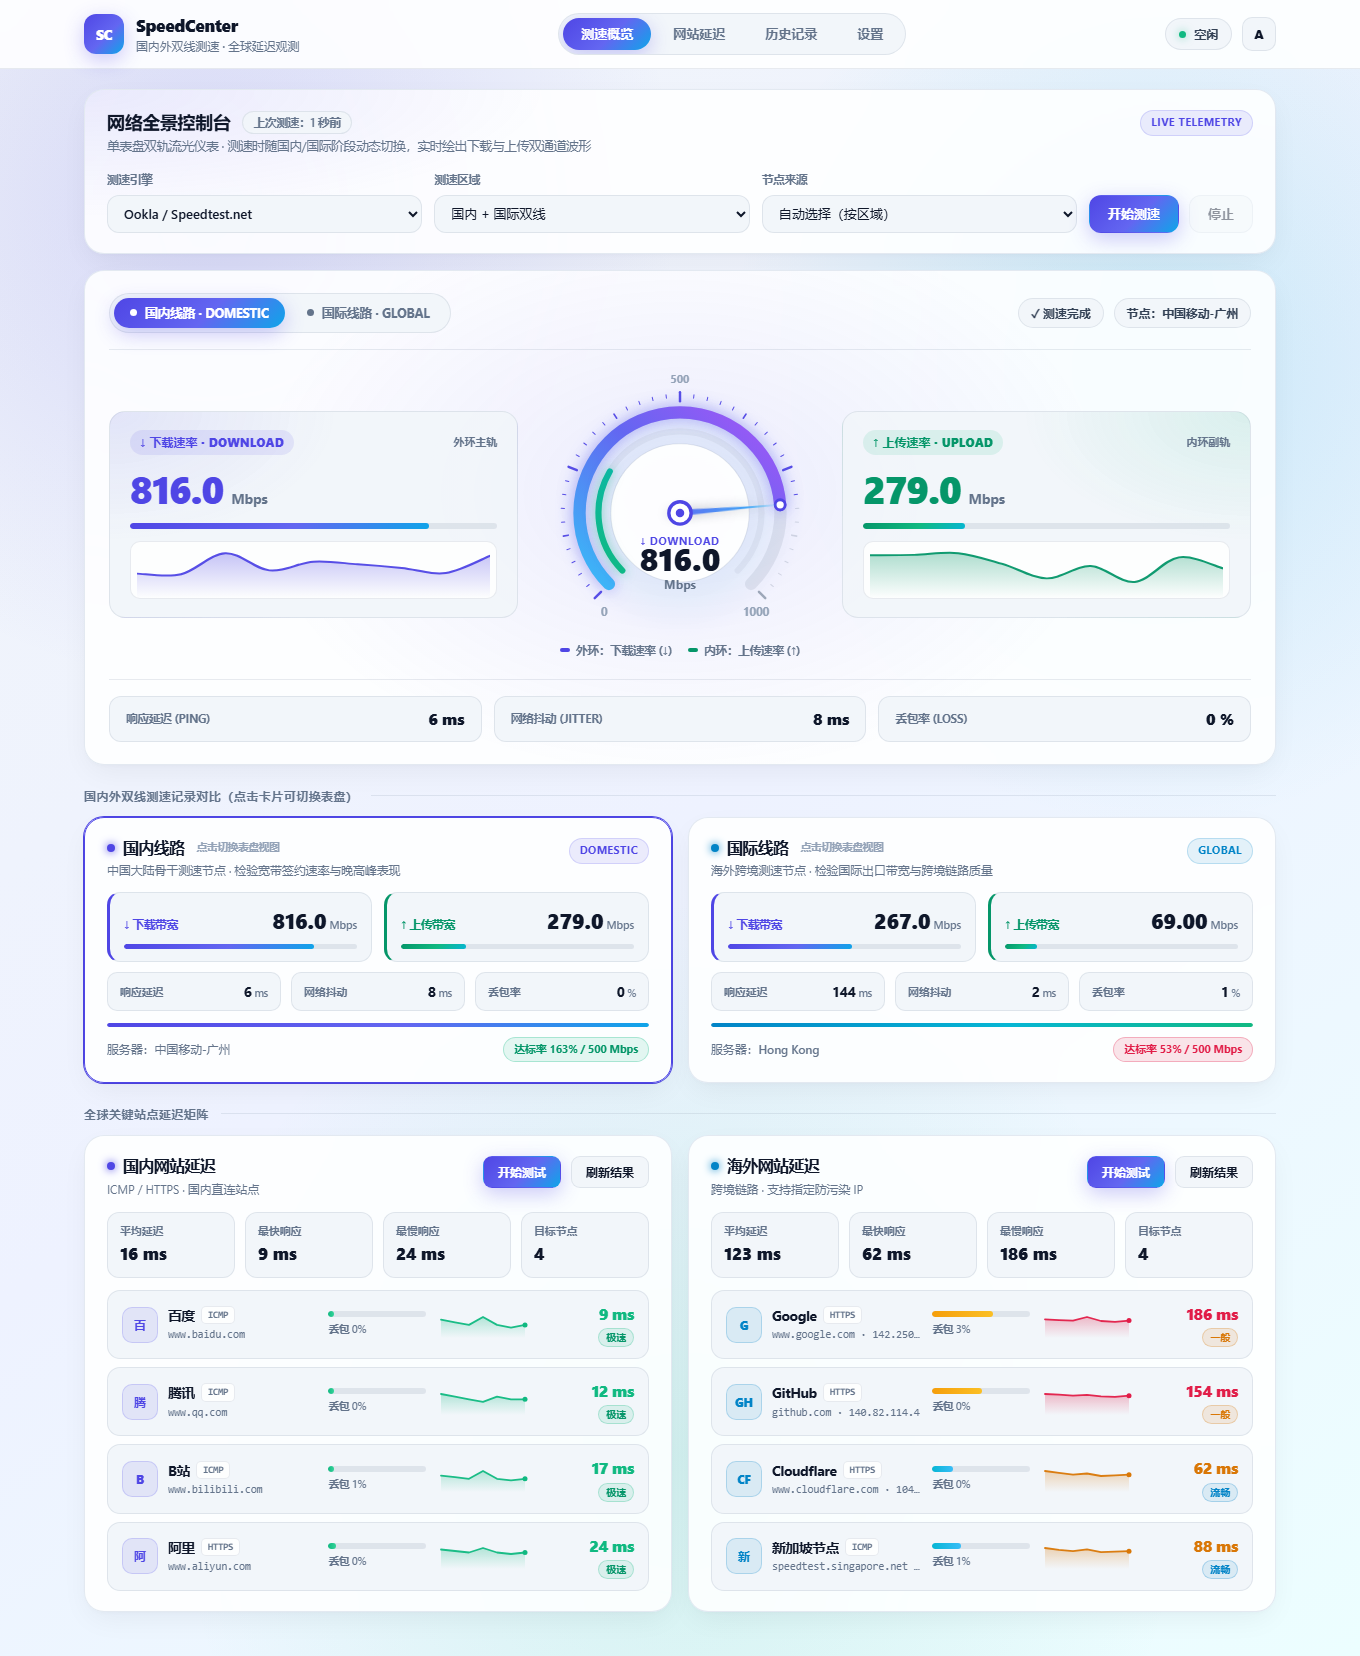 SC
SpeedCenter
国内外双线测速 · 全球延迟观测
测速概览
网站延迟
历史记录
设置
空闲
A
网络全景控制台
上次测速：1 秒前
LIVE TELEMETRY
单表盘双轨流光仪表 · 测速时随国内/国际阶段动态切换，实时绘出下载与上传双通道波形
测速引擎
测速区域
节点来源
Ookla / Speedtest.net
国内 + 国际双线
自动选择（按区域）
开始测速
停止
国内线路 · DOMESTIC
国际线路 · GLOBAL
✓ 测速完成
节点：中国移动-广州
↓ 下载速率 · DOWNLOAD
外环主轨
816.0 Mbps
500
0
1000
↓ DOWNLOAD
816.0
Mbps
↑ 上传速率 · UPLOAD
内环副轨
279.0 Mbps
外环：下载速率 (↓)
内环：上传速率 (↑)
响应延迟 (PING)
6 ms
网络抖动 (JITTER)
8 ms
丢包率 (LOSS)
0 %
国内外双线测速记录对比（点击卡片可切换表盘）
国内线路
点击切换表盘视图
DOMESTIC
中国大陆骨干测速节点 · 检验宽带签约速率与晚高峰表现
↓ 下载带宽
816.0 Mbps
↑ 上传带宽
279.0 Mbps
响应延迟
6 ms
网络抖动
8 ms
丢包率
0 %
服务器：中国移动-广州
达标率 163% / 500 Mbps
国际线路
点击切换表盘视图
GLOBAL
海外跨境测速节点 · 检验国际出口带宽与跨境链路质量
↓ 下载带宽
267.0 Mbps
↑ 上传带宽
69.00 Mbps
响应延迟
144 ms
网络抖动
2 ms
丢包率
1 %
服务器：Hong Kong
达标率 53% / 500 Mbps
全球关键站点延迟矩阵
国内网站延迟
ICMP / HTTPS · 国内直连站点
开始测试
刷新结果
平均延迟
16 ms
最快响应
9 ms
最慢响应
24 ms
目标节点
4
百
百度 ICMP
www.baidu.com
丢包 0%
9 ms
极速
腾
腾讯 ICMP
www.qq.com
丢包 0%
12 ms
极速
B
B站 ICMP
www.bilibili.com
丢包 1%
17 ms
极速
阿
阿里 HTTPS
www.aliyun.com
丢包 0%
24 ms
极速
海外网站延迟
跨境链路 · 支持指定防污染 IP
开始测试
刷新结果
平均延迟
123 ms
最快响应
62 ms
最慢响应
186 ms
目标节点
4
G
Google HTTPS
www.google.com · 142.250…
丢包 3%
186 ms
一般
GH
GitHub HTTPS
github.com · 140.82.114.4
丢包 0%
154 ms
一般
CF
Cloudflare HTTPS
www.cloudflare.com · 104…
丢包 0%
62 ms
流畅
新
新加坡节点 ICMP
speedtest.singapore.net …
丢包 1%
88 ms
流畅